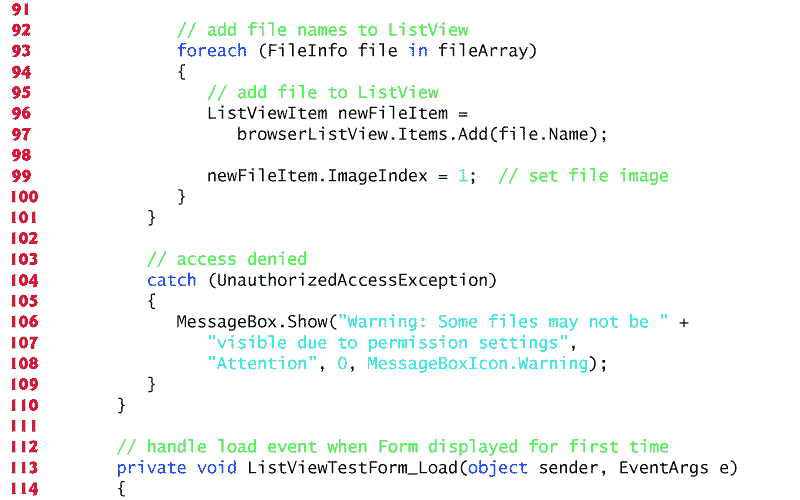 91
92 // add file names to ListView
93 foreach (FileInfo file in fileArray)
94 {
95 // add file to ListView
96 ListViewItem newFileItem =
97 browserListView.Items.Add(file.Name);
98
99 newFileItem.ImageIndex = 1; // set file image
100 }
101 }
102
103 // access denied
104 catch (UnauthorizedAccessException)
105 {
106 MessageBox.Show("Warning: Some files may not be " +
107 "visible due to permission settings",
108 "Attention", 0, MessageBoxIcon.Warning);
109 }
110 }
111
112 // handle load event when Form displayed for first time
113 private void ListViewTestForm_Load(object sender, EventArgs e)
114 {